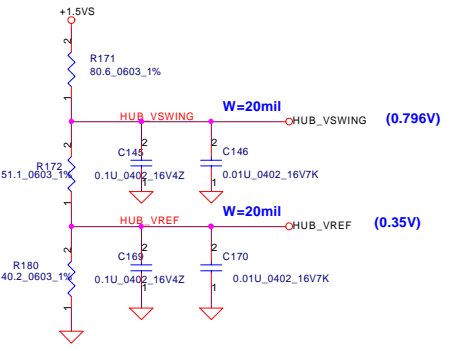 +1.5VS
2
R171
80.6_0603_1%
1
W=20mil
HUB_VSWING
HUB_VSWING
(0.796V)
2
R172
51.1_0603_1%
1
2
C145
0.1U_0402_16V4Z
1
2
C146
0.01U_0402_16V7K
1
W=20mil
HUB_VREF
HUB_VREF
(0.35V)
2
R180
40.2_0603_1%
1
2
C169
0.1U_0402_16V4Z
1
2
C170
0.01U_0402_16V7K
1